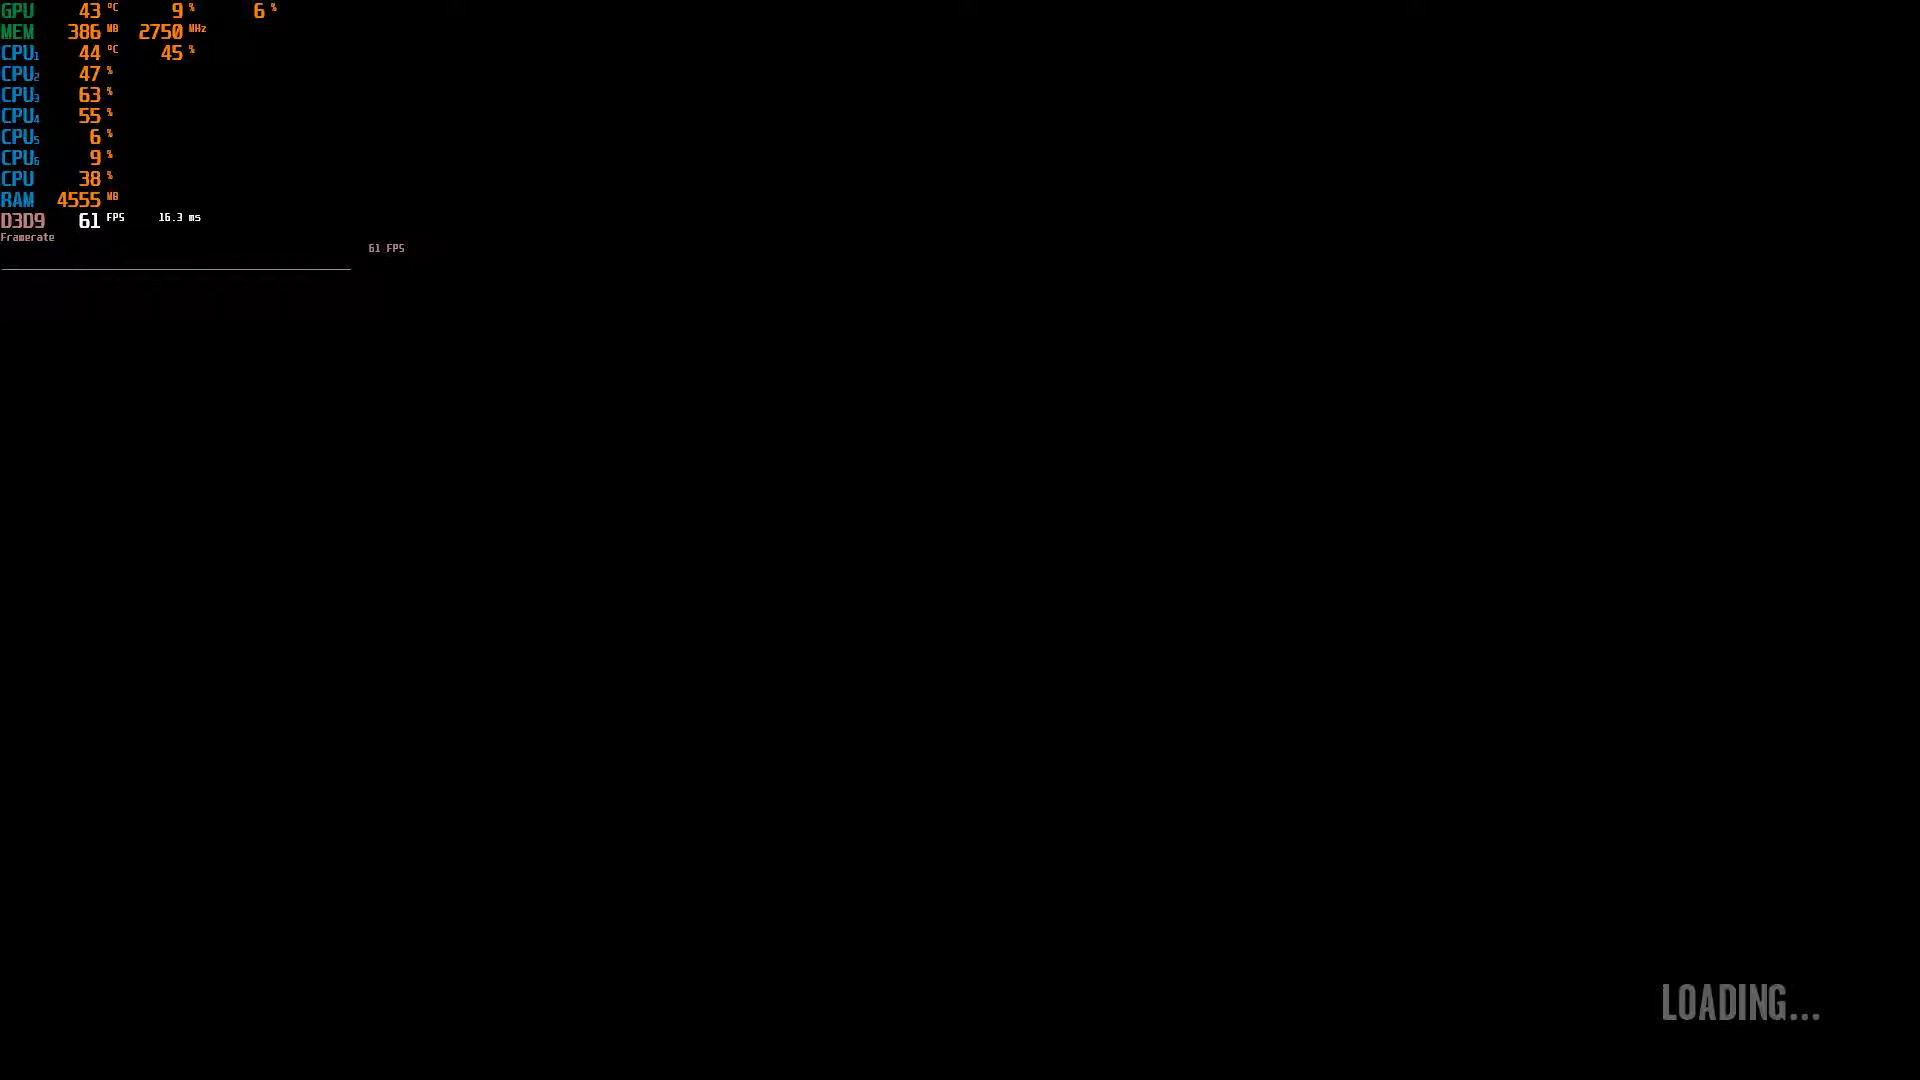 GPU 43 °C 9 % 6 %
MEM 386 MB 2750 MHz
CPU1 44 °C 45 %
CPU2 47 %
CPU3 63 %
CPU4 55 %
CPU5 6 %
CPU6 9 %
CPU 38 %
RAM 4555 MB
D3D9 61 FPS 16.3 ms
Framerate
61 FPS
LOADING...